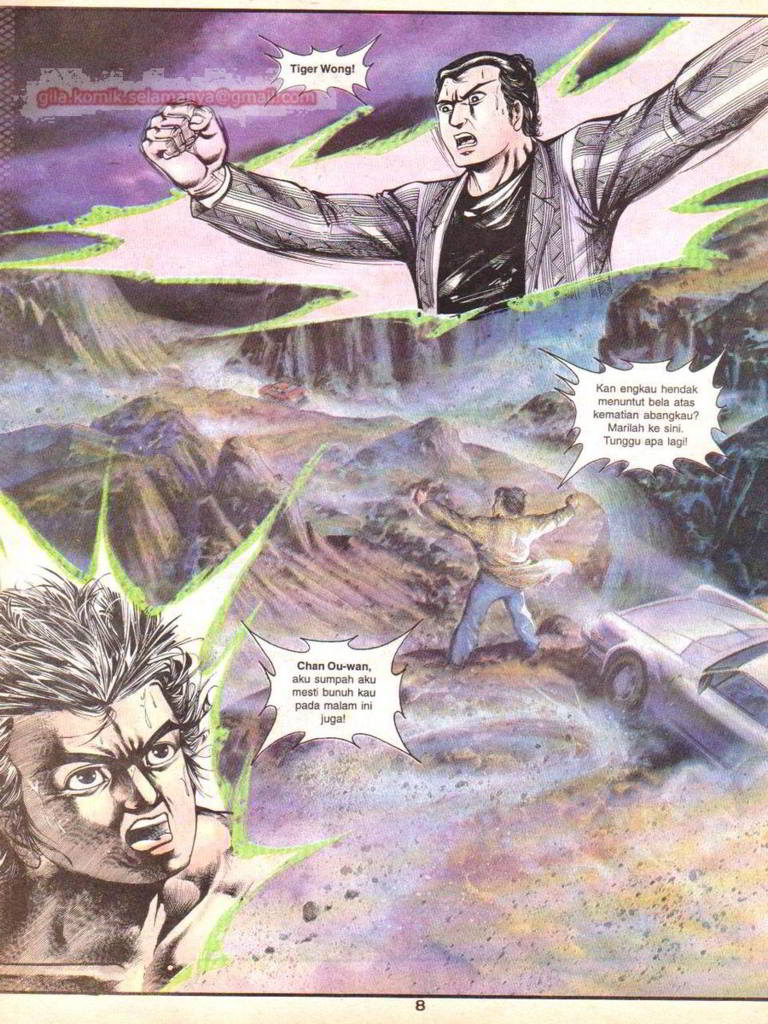 Tiger Wong!
gila.komik.selamanya@gmail.com
Kan engkau hendak
menuntut bela atas
kematian abangkau?
Marilah ke sini.
Tunggu apa lagi!
Chan Ou-wan,
aku sumpah aku
mesti bunuh kau
pada malam ini
juga!
8